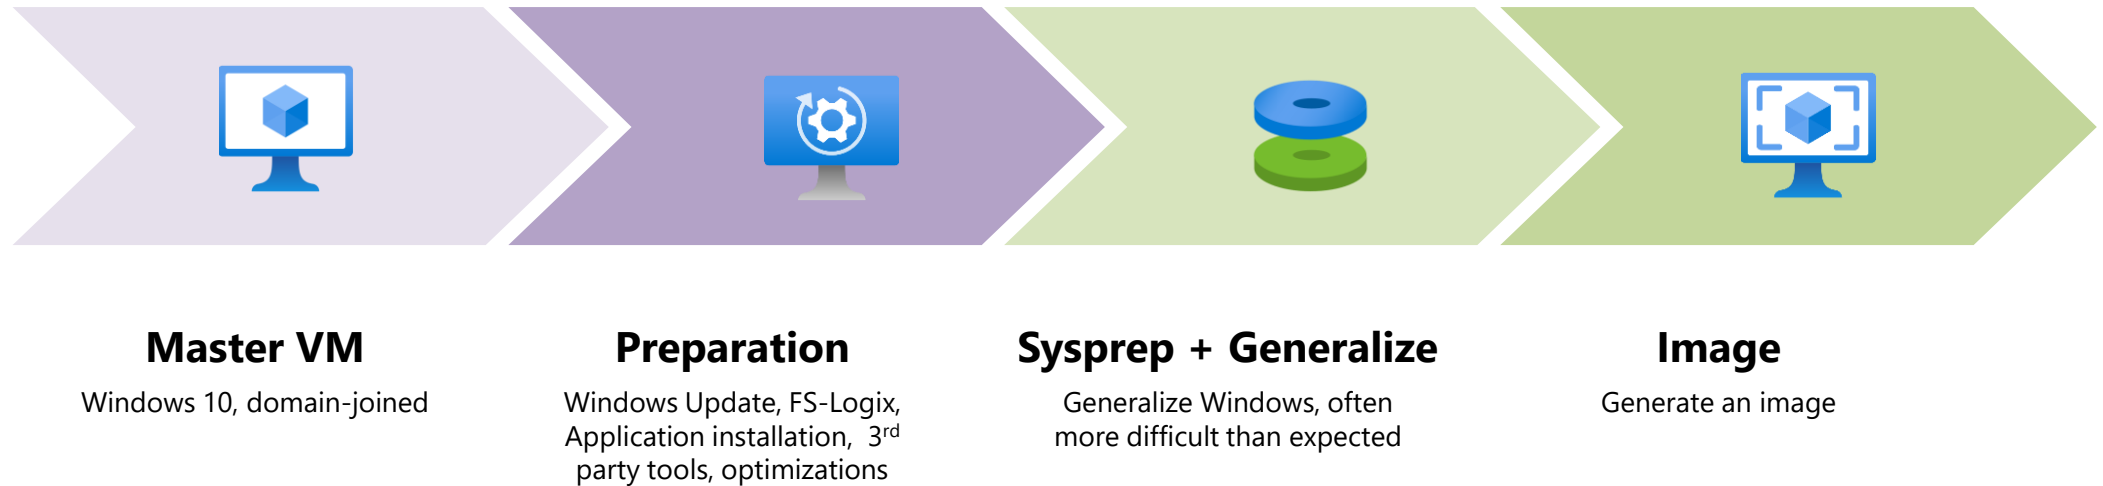 Master VM
Windows 10, domain-joined
Preparation
Windows Update, FS-Logix,
Application installation, 3rd
party tools, optimizations
Sysprep + Generalize
Generalize Windows, often
more difficult than expected
Image
Generate an image